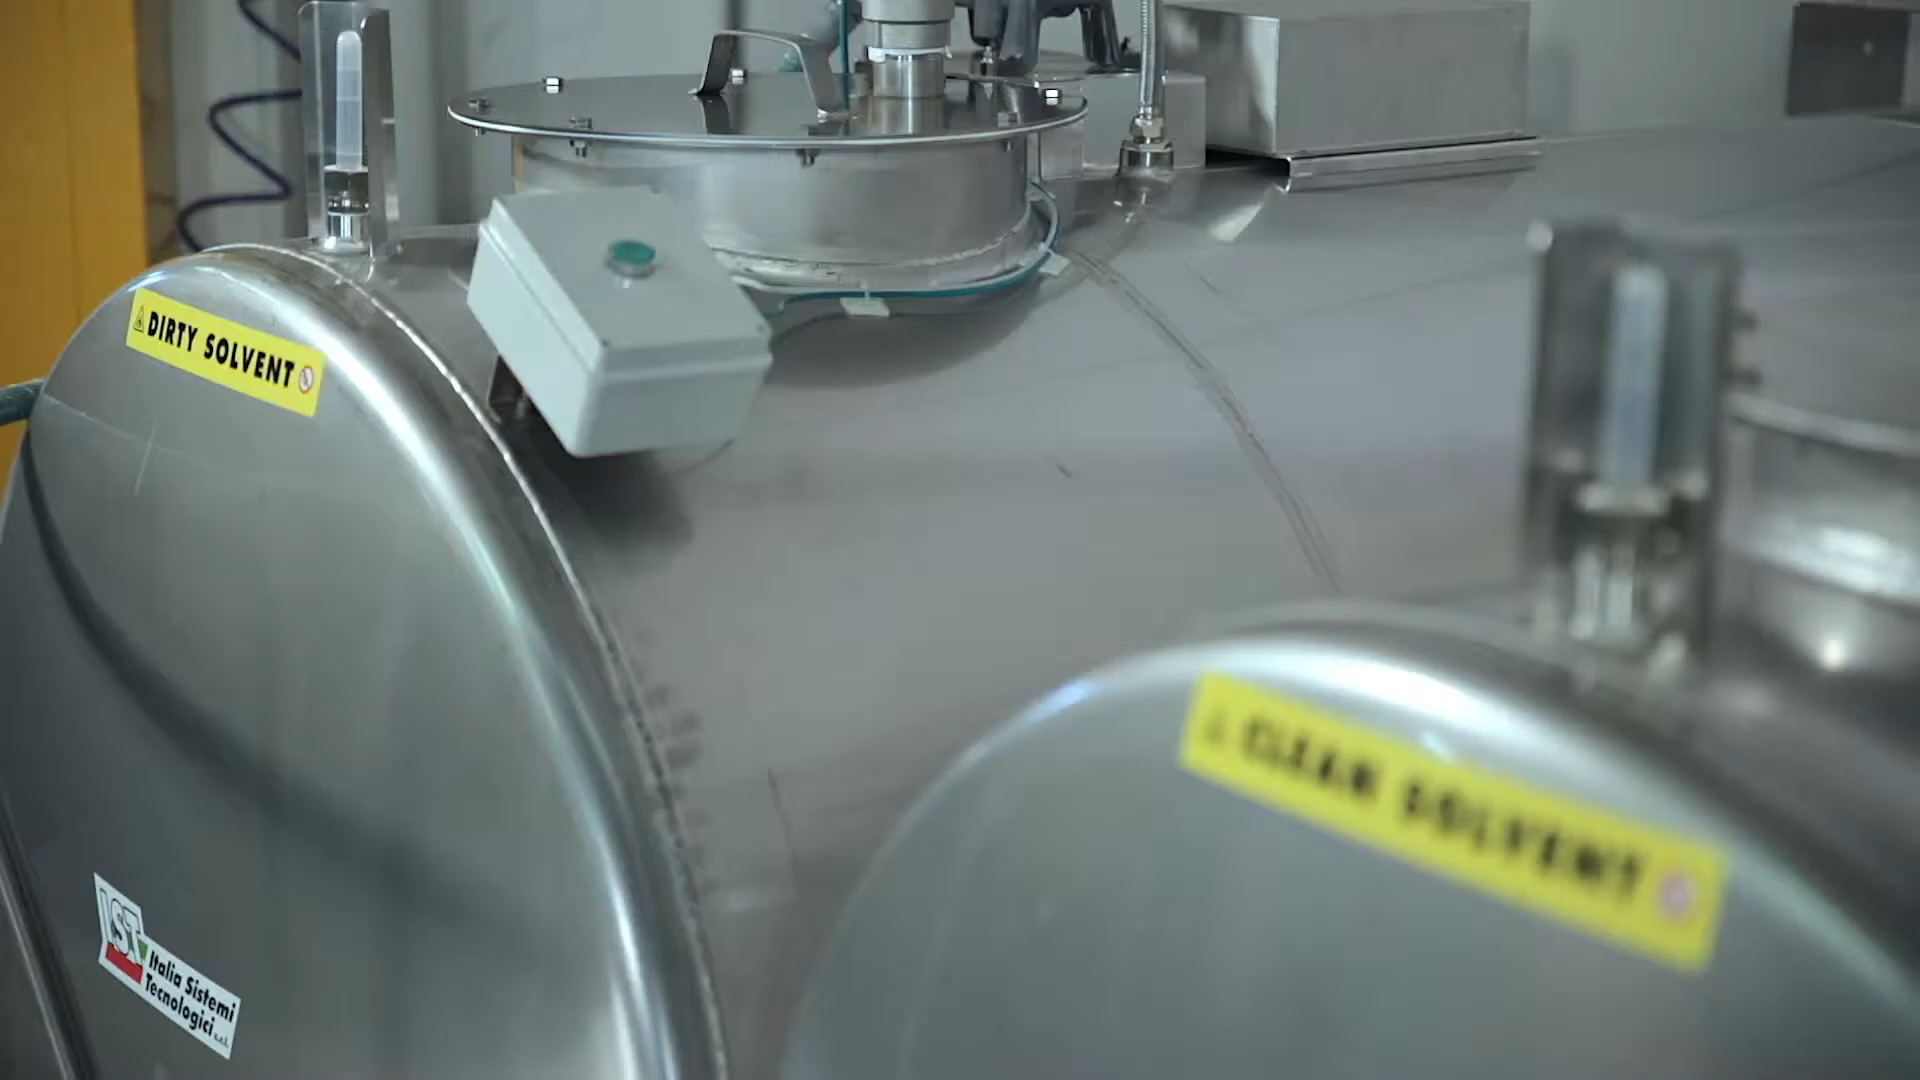 DIRTY SOLVENT
CLEAN SOLVENT
IST
Italia Sistemi
Tecnologici s.r.l.